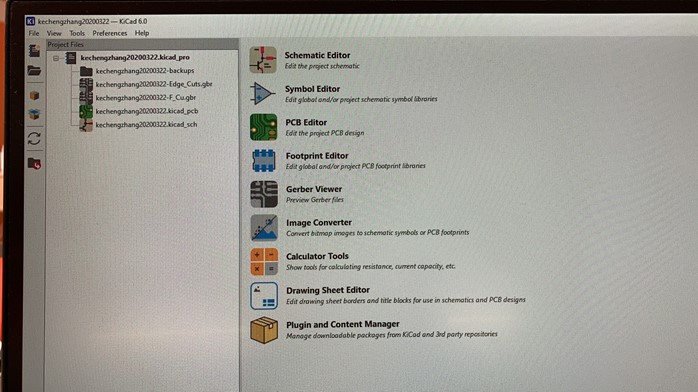 kechengzhang20200322 — KiCad 6.0
File View Tools Preferences Help
Project Files
kechengzhang20200322.kicad_pro
kechengzhang20200322-backups
kechengzhang20200322-Edge_Cuts.gbr
kechengzhang20200322-F_Cu.gbr
kechengzhang20200322.kicad_pcb
kechengzhang20200322.kicad_sch
Schematic Editor
Edit the project schematic
Symbol Editor
Edit global and/or project schematic symbol libraries
PCB Editor
Edit the project PCB design
Footprint Editor
Edit global and/or project PCB footprint libraries
Gerber Viewer
Preview Gerber files
Image Converter
Convert bitmap images to schematic symbols or PCB footprints
Calculator Tools
Show tools for calculating resistance, current capacity, etc.
Drawing Sheet Editor
Edit drawing sheet borders and title blocks for use in schematics and PCB designs
Plugin and Content Manager
Manage downloadable packages from KiCad and 3rd party repositories